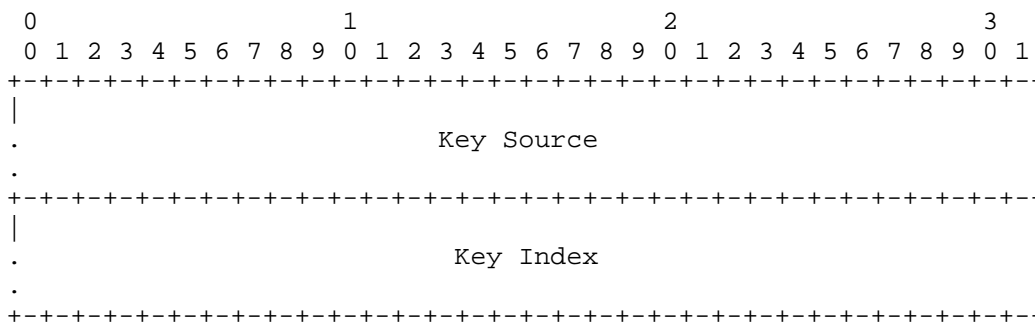 0                   1                   2                   3
 0 1 2 3 4 5 6 7 8 9 0 1 2 3 4 5 6 7 8 9 0 1 2 3 4 5 6 7 8 9 0 1
+-+-+-+-+-+-+-+-+-+-+-+-+-+-+-+-+-+-+-+-+-+-+-+-+-+-+-+-+-+-+-+-
|
.                          Key Source
.
+-+-+-+-+-+-+-+-+-+-+-+-+-+-+-+-+-+-+-+-+-+-+-+-+-+-+-+-+-+-+-+-
|
.                           Key Index
.
+-+-+-+-+-+-+-+-+-+-+-+-+-+-+-+-+-+-+-+-+-+-+-+-+-+-+-+-+-+-+-+-